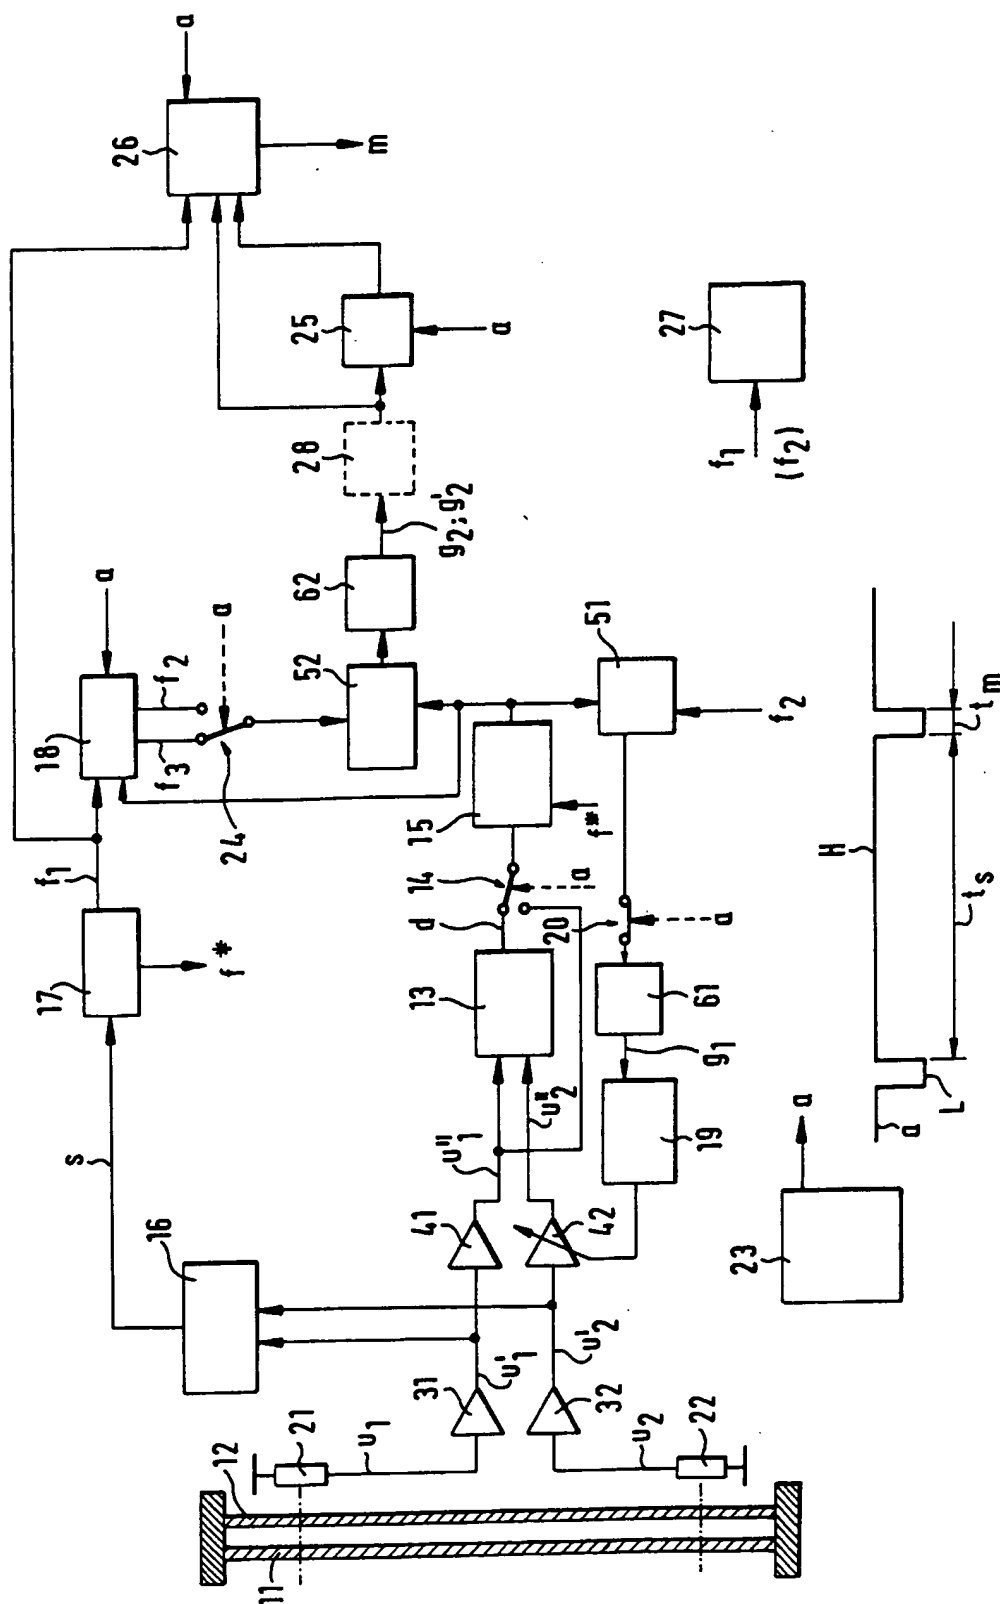 11
12
21
22
u₁
u₂
31
32
u'₁
u'₂
16
s
41
42
u"₁
u"₂
17
f*
f₁
18
a
f₃
f₂
24
a
13
d
14
a
15
f*
52
62
g₂; g'₂
28
25
a
26
a
m
19
g₁
61
20
a
51
f₂
27
f₁
(f₂)
23
a
a
L
H
tₛ
tₘ